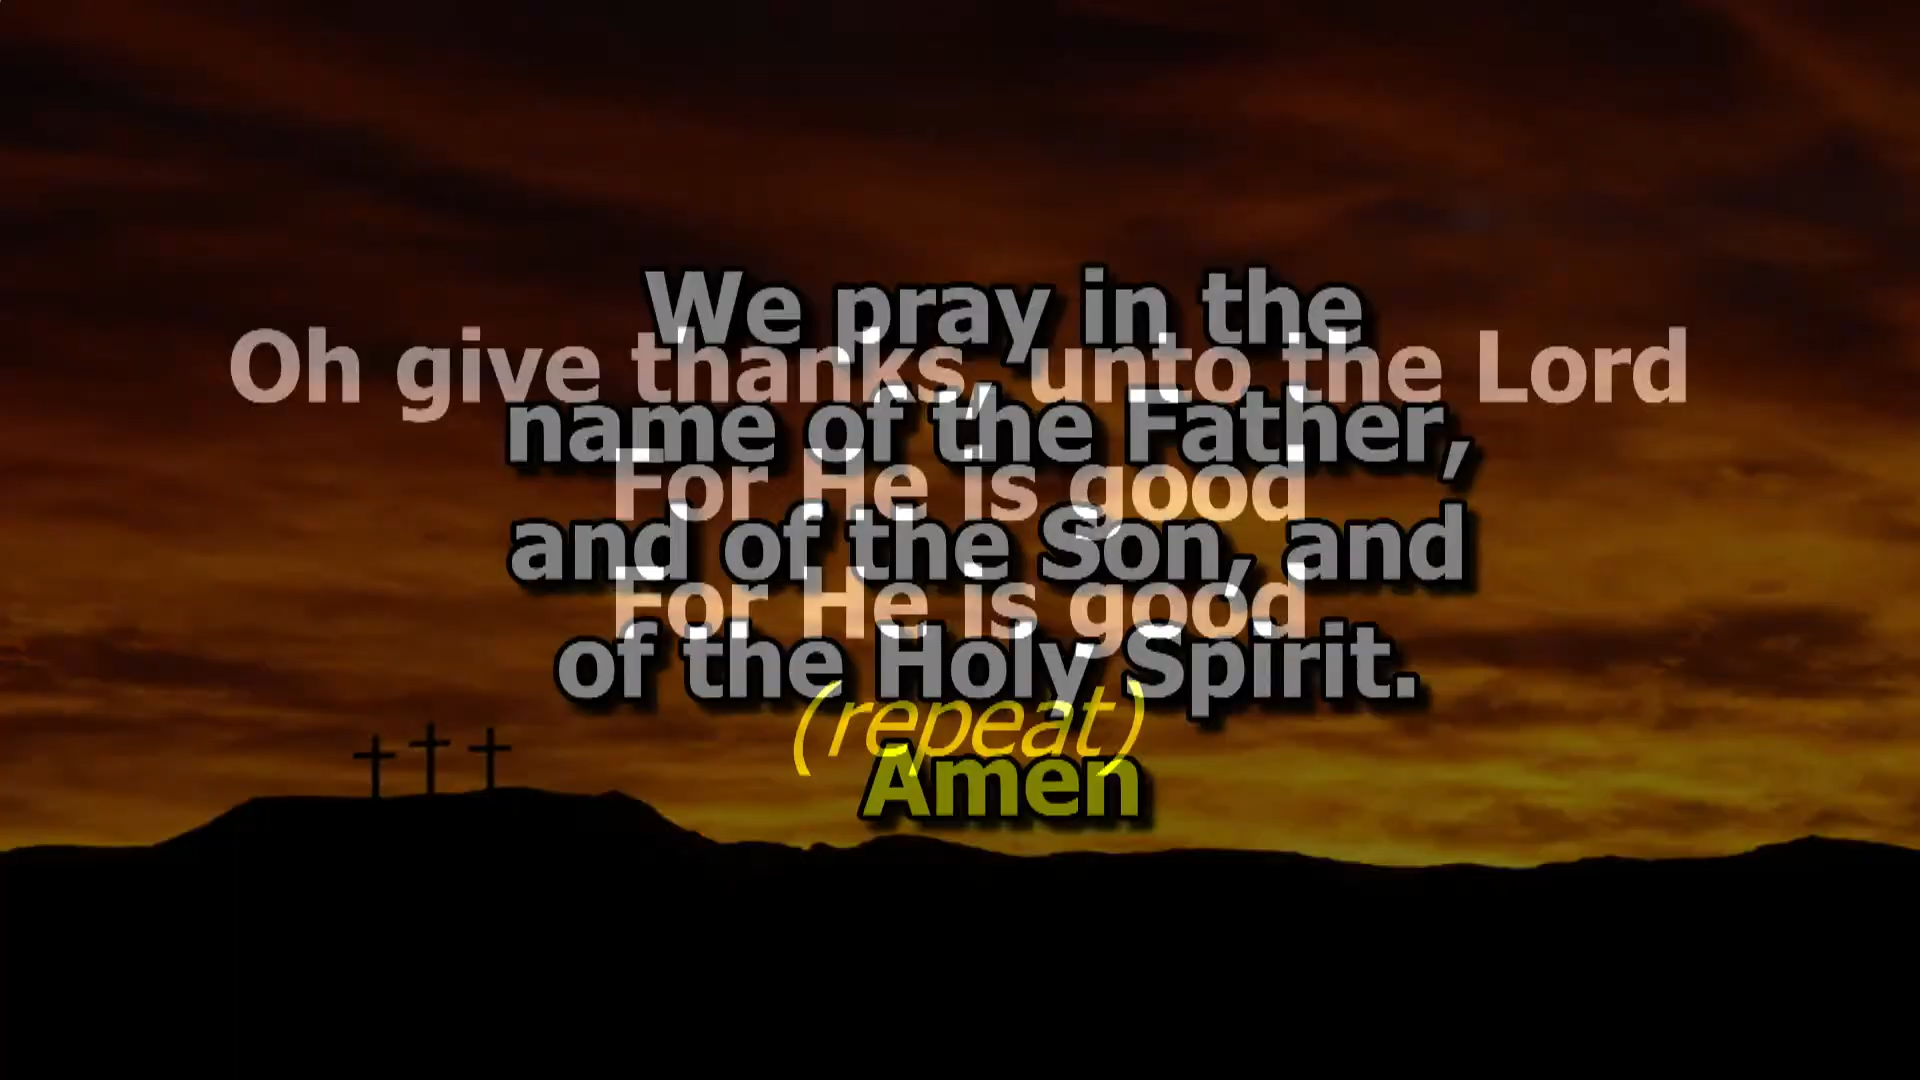 We pray in the
Oh give thanks, unto the Lord
name of the Father,
For He is good
and of the Son, and
For He is good
of the Holy Spirit.
(repeat)
Amen